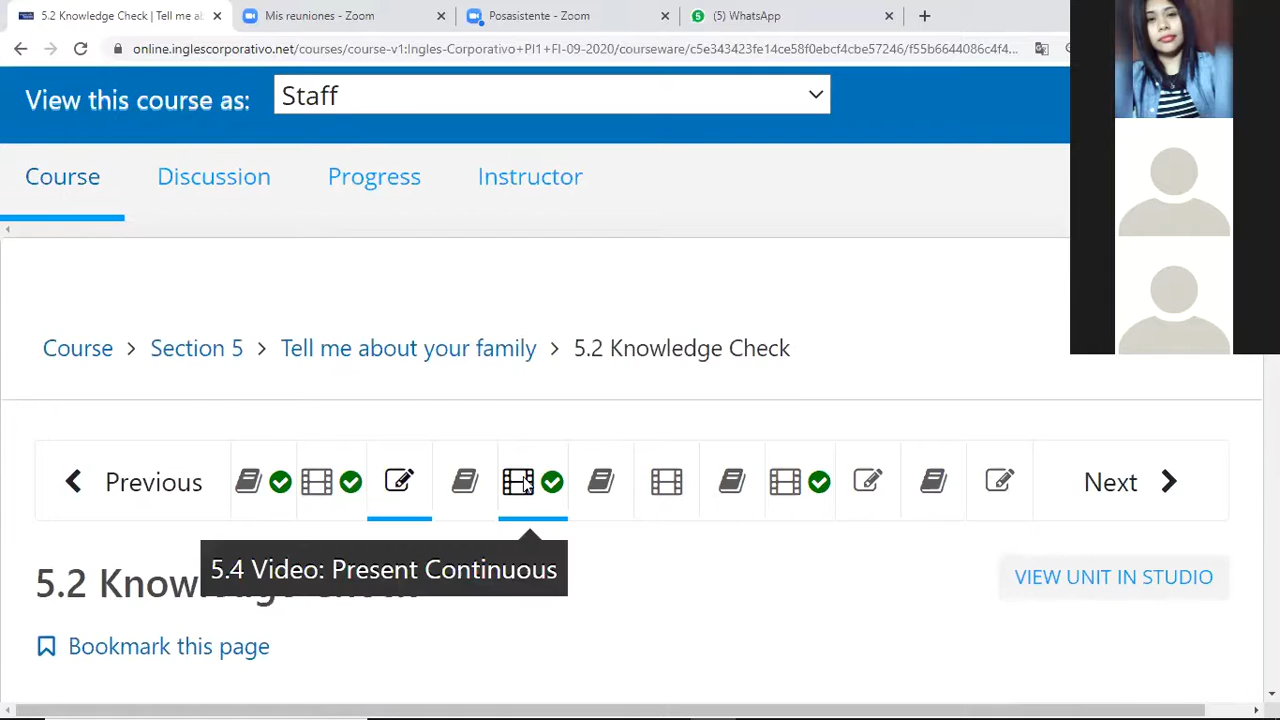 5.2 Knowledge Check | Tell me ab
Mis reuniones - Zoom
Posasistente - Zoom
(5) WhatsApp
online.inglescorporativo.net/courses/course-v1:Ingles-Corporativo+PI1+FI-09-2020/courseware/c5e343423fe14ce58f0ebcf4cbe57246/f55b6644086c4f4...
View this course as:
Staff
Course
Discussion
Progress
Instructor
Course > Section 5 > Tell me about your family > 5.2 Knowledge Check
Previous
Next
5.4 Video: Present Continuous
5.2 Know
VIEW UNIT IN STUDIO
Bookmark this page